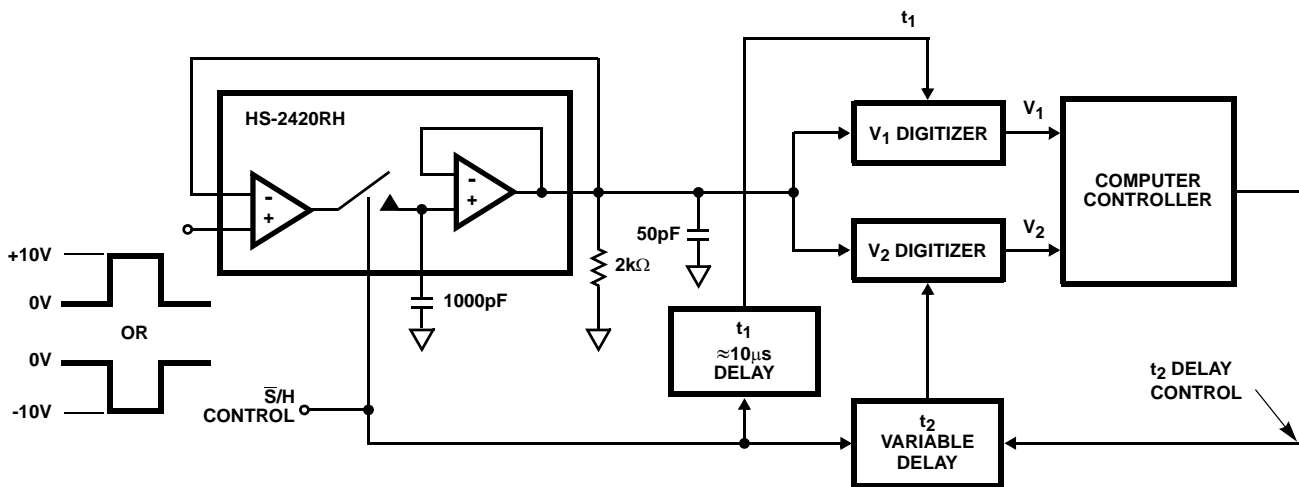 t1
HS-2420RH
-
+
-
+
V1 DIGITIZER
V1
COMPUTER
CONTROLLER
V2 DIGITIZER
V2
50pF
2kΩ
1000pF
+10V
0V
OR
0V
-10V
S̅/H
CONTROL
t1
≈10μs
DELAY
t2
VARIABLE
DELAY
t2 DELAY
CONTROL